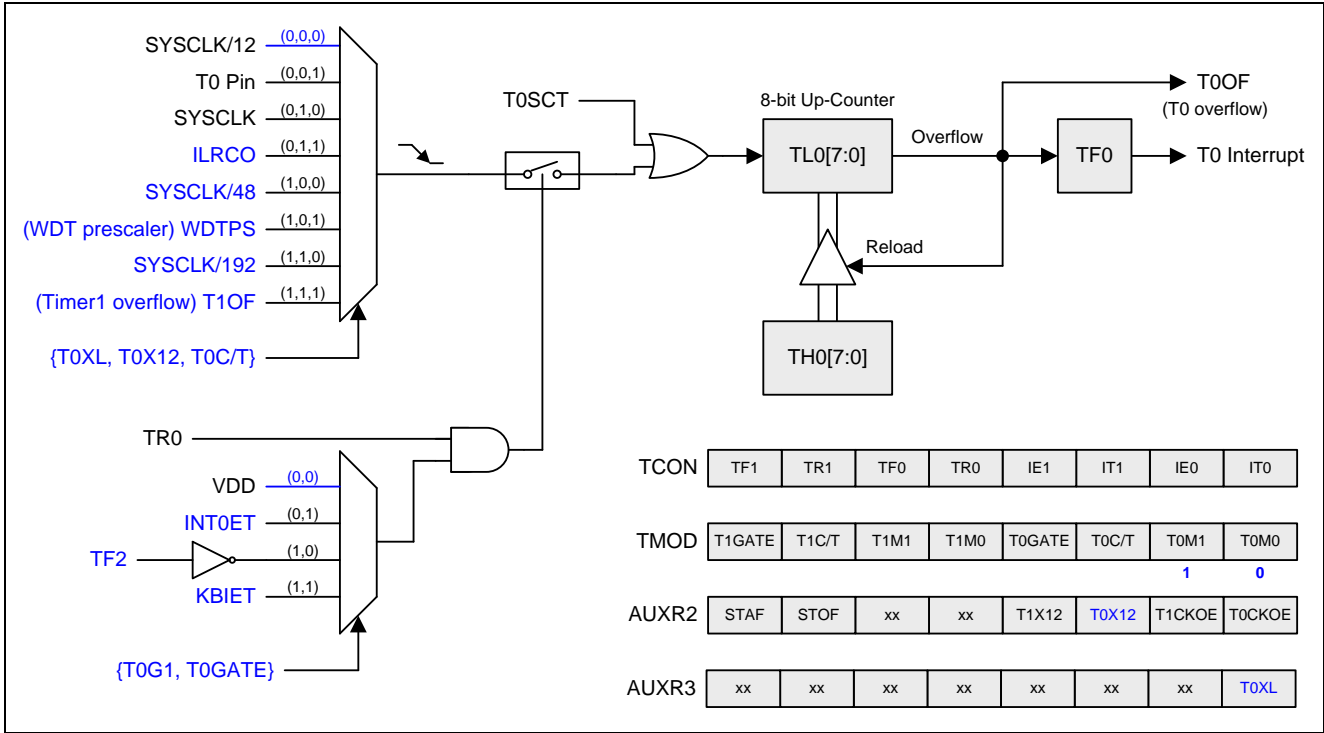 SYSCLK/12 (0,0,0)
T0 Pin (0,0,1)
SYSCLK (0,1,0)
ILRCO (0,1,1)
SYSCLK/48 (1,0,0)
(WDT prescaler) WDTPS (1,0,1)
SYSCLK/192 (1,1,0)
(Timer1 overflow) T1OF (1,1,1)
{T0XL, T0X12, T0C/T}
T0SCT
8-bit Up-Counter
TL0[7:0]
Overflow
T0OF
(T0 overflow)
TF0
T0 Interrupt
Reload
TH0[7:0]
TR0
VDD (0,0)
INT0ET (0,1)
TF2 (1,0)
KBIET (1,1)
{T0G1, T0GATE}
TCON TF1 TR1 TF0 TR0 IE1 IT1 IE0 IT0
TMOD T1GATE T1C/T T1M1 T1M0 T0GATE T0C/T T0M1 T0M0
1 0
AUXR2 STAF STOF xx xx T1X12 T0X12 T1CKOE T0CKOE
AUXR3 xx xx xx xx xx xx xx T0XL